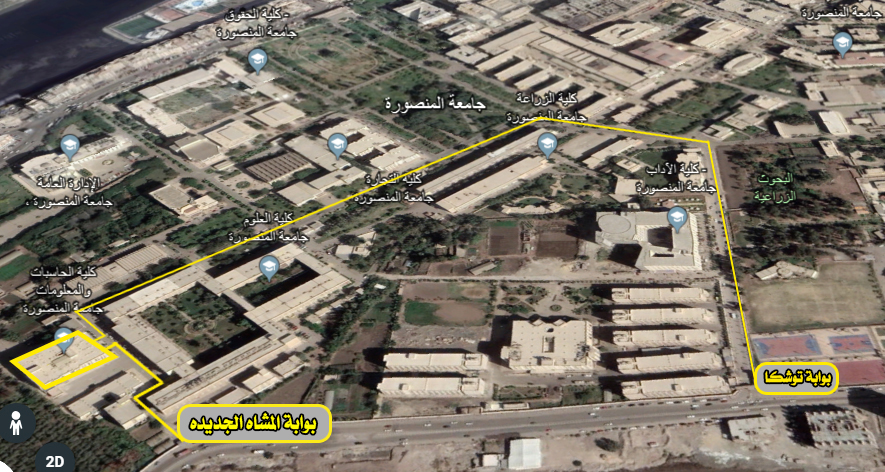 - كلية الحقوق
جامعة المنصورة
جامعة المنصورة
جامعة المنصورة
كلية الزراعة
جامعة المنصورة
- كلية الآداب
جامعة المنصورة
البحوث
الزراعية
الإدارة العامة
جامعة المنصورة ،
كلية التجارة
جامعة المنصورة
كلية العلوم
جامعة المنصورة
كلية الحاسبات
والمعلومات
جامعة المنصورة
بوابة توشكا
بوابة المشاه الجديده
2D